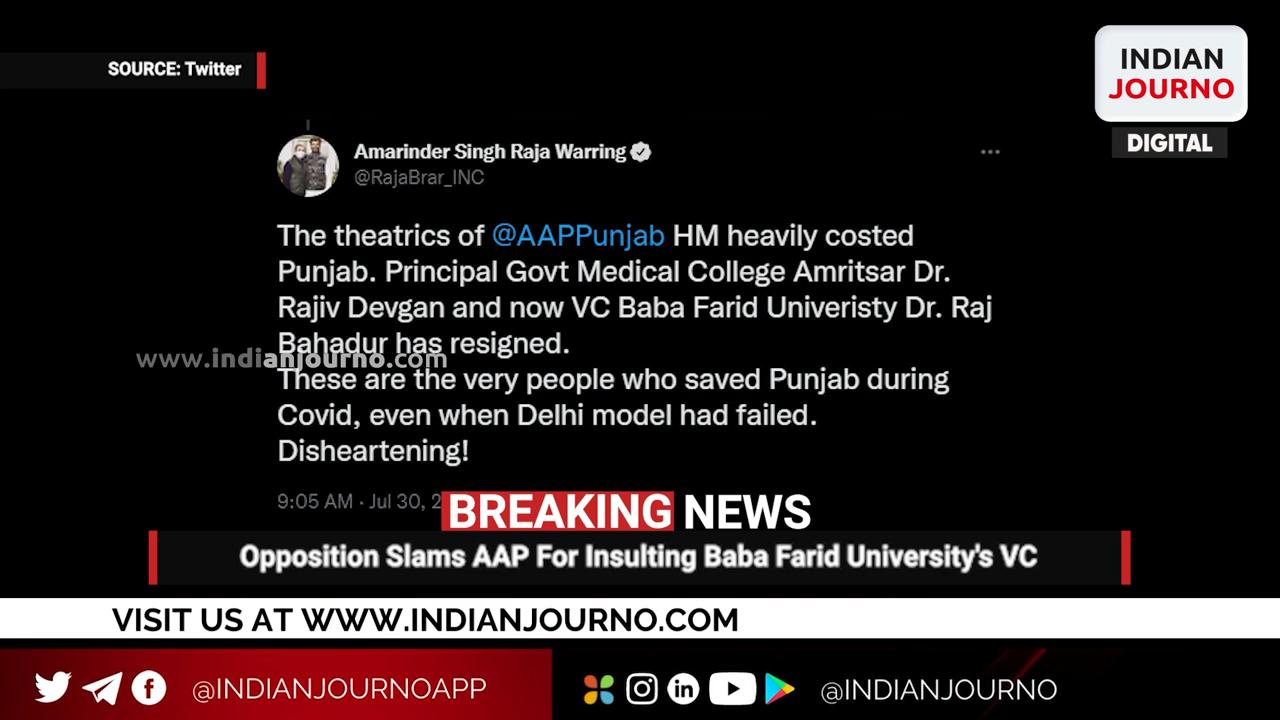 SOURCE: Twitter
INDIAN
JOURNO
DIGITAL
Amarinder Singh Raja Warring
@RajaBrar_INC
The theatrics of @AAPPunjab HM heavily costed
Punjab. Principal Govt Medical College Amritsar Dr.
Rajiv Devgan and now VC Baba Farid Univeristy Dr. Raj
Bahadur has resigned.
www.indianjourno.com
These are the very people who saved Punjab during
Covid, even when Delhi model had failed.
Disheartening!
9:05 AM · Jul 30, 2
BREAKING NEWS
Opposition Slams AAP For Insulting Baba Farid University's VC
VISIT US AT WWW.INDIANJOURNO.COM
@INDIANJOURNOAPP
@INDIANJOURNO